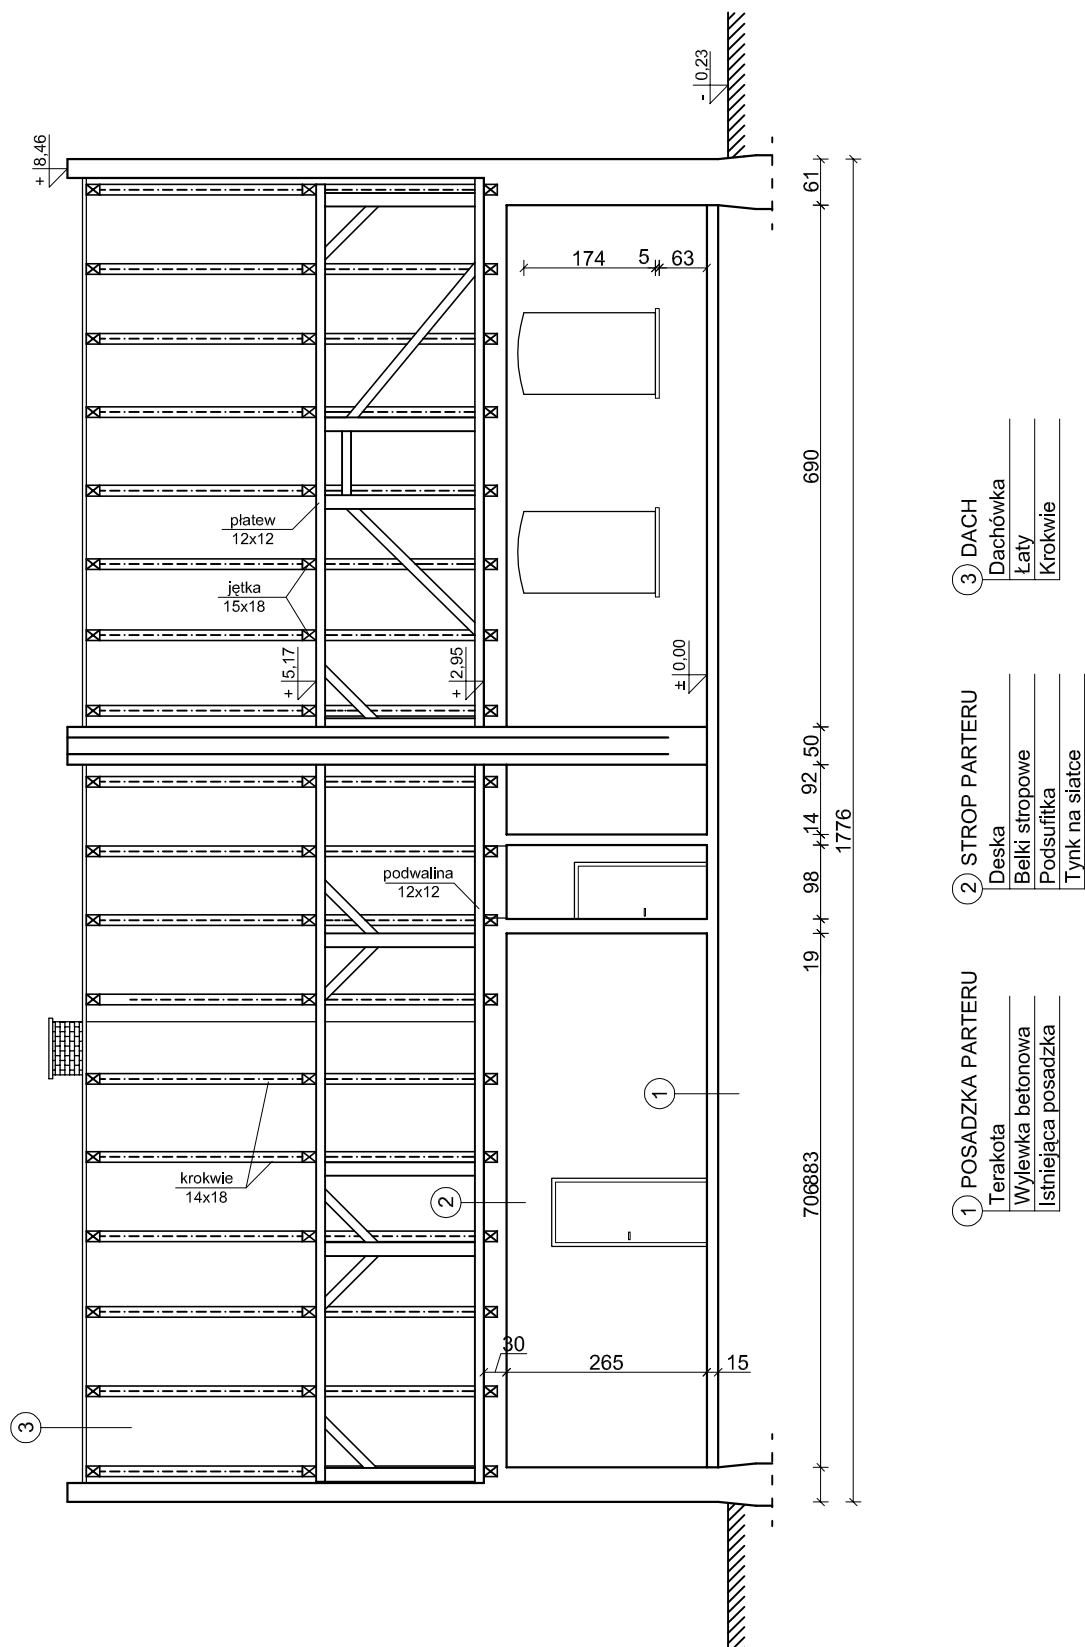 + 8,46
- 0,23
61
174
5
63
690
płatew
12x12
jętka
15x18
+ 5,17
+ 2,95
± 0,00
50
92
14
1776
98
podwalina
12x12
19
1
krokwie
14x18
2
706883
30
265
15
3
1 POSADZKA PARTERU
Terakota
Wylewka betonowa
Istniejąca posadzka
2 STROP PARTERU
Deska
Belki stropowe
Podsufitka
Tynk na siatce
3 DACH
Dachówka
Łaty
Krokwie